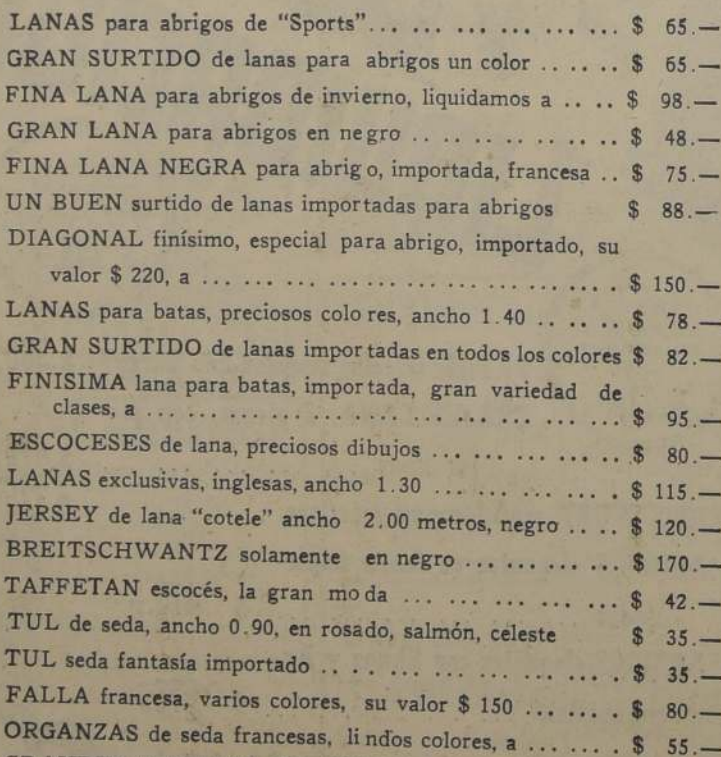 LANAS para abrigos de “Sports”... ... ... ... ... ... $ 65.—
GRAN SURTIDO de lanas para abrigos un color .. ... .. $ 65.—
FINA LANA para abrigos de invierno, liquidamos a .. .. $ 98.—
GRAN LANA para abrigos en negro .. .. .. .. .. .. .. $ 48.—
FINA LANA NEGRA para abrigo, importada, francesa .. $ 75.—
UN BUEN surtido de lanas importadas para abrigos $ 88.—
DIAGONAL finísimo, especial para abrigo, importado, su
valor $ 220, a ... ... ... ... ... ... ... ... ... ... ... . $ 150.—
LANAS para batas, preciosos colores, ancho 1.40 .. ... .. $ 78.—
GRAN SURTIDO de lanas importadas en todos los colores $ 82.—
FINISIMA lana para batas, importada, gran variedad de
clases, a ... ... ... ... ... ... ... ... ... ... ... ... $ 95.—
ESCOCESES de lana, preciosos dibujos ... ... ... ... .. $ 80.—
LANAS exclusivas, inglesas, ancho 1.30 ... ... ... ... . $ 115.—
JERSEY de lana “cotele” ancho 2.00 metros, negro .. .. $ 120.—
BREITSCHWANTZ solamente en negro ... ... ... ... $ 170.—
TAFFETAN escocés, la gran moda ... ... ... ... ... $ 42.—
TUL de seda, ancho 0.90, en rosado, salmón, celeste $ 35.—
TUL seda fantasía importado .. .. ... ... ... ... ... . $ 35.—
FALLA francesa, varios colores, su valor $ 150 ... ... . $ 80.—
ORGANZAS de seda francesas, lindos colores, a ... ... . $ 55.—